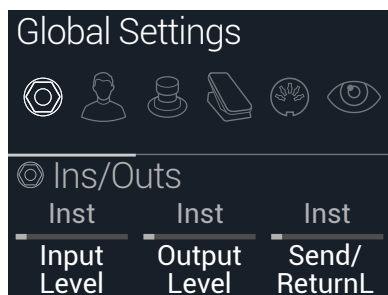 Global Settings
Ins/Outs
Inst Inst Inst
Input Output Send/
Level Level ReturnL